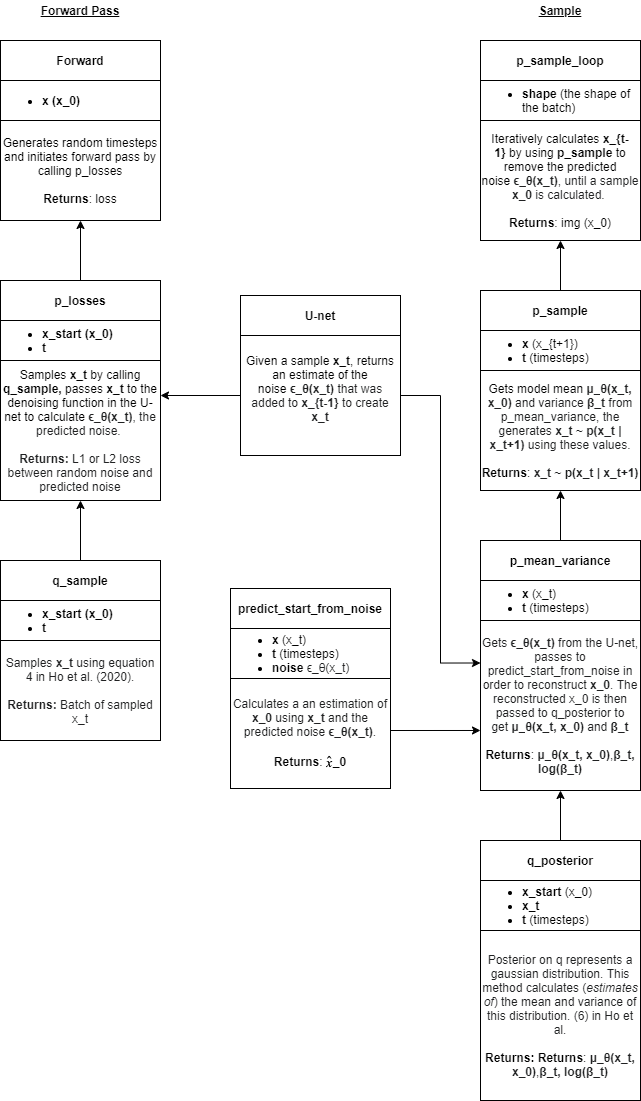 Forward Pass
Forward
• x (x_0)
Generates random timesteps
and initiates forward pass by
calling p_losses
Returns: loss
p_losses
• x_start (x_0)
• t
Samples x_t by calling
q_sample, passes x_t to the
denoising function in the U-
net to calculate ϵ_θ(x_t), the
predicted noise.
Returns: L1 or L2 loss
between random noise and
predicted noise
q_sample
• x_start (x_0)
• t
Samples x_t using equation
4 in Ho et al. (2020).
Returns: Batch of sampled
x_t
U-net
Given a sample x_t, returns
an estimate of the
noise ϵ_θ(x_t) that was
added to x_{t-1} to create
x_t
predict_start_from_noise
• x (x_t)
• t (timesteps)
• noise ϵ_θ(x_t)
Calculates a an estimation of
x_0 using x_t and the
predicted noise ϵ_θ(x_t).
Returns: x̂_0
Sample
p_sample_loop
• shape (the shape of
the batch)
Iteratively calculates x_{t-
1} by using p_sample to
remove the predicted
noise ϵ_θ(x_t), until a sample
x_0 is calculated.
Returns: img (x_0)
p_sample
• x (x_{t+1})
• t (timesteps)
Gets model mean μ_θ(x_t,
x_0) and variance β_t from
p_mean_variance, the
generates x_t ~ p(x_t |
x_t+1) using these values.
Returns: x_t ~ p(x_t | x_t+1)
p_mean_variance
• x (x_t)
• t (timesteps)
Gets ϵ_θ(x_t) from the U-net,
passes to
predict_start_from_noise in
order to reconstruct x_0. The
reconstructed x_0 is then
passed to q_posterior to
get μ_θ(x_t, x_0) and β_t
Returns: μ_θ(x_t, x_0),β_t,
log(β_t)
q_posterior
• x_start (x_0)
• x_t
• t (timesteps)
Posterior on q represents a
gaussian distribution. This
method calculates (estimates
of) the mean and variance of
this distribution. (6) in Ho et
al.
Returns: Returns: μ_θ(x_t,
x_0),β_t, log(β_t)